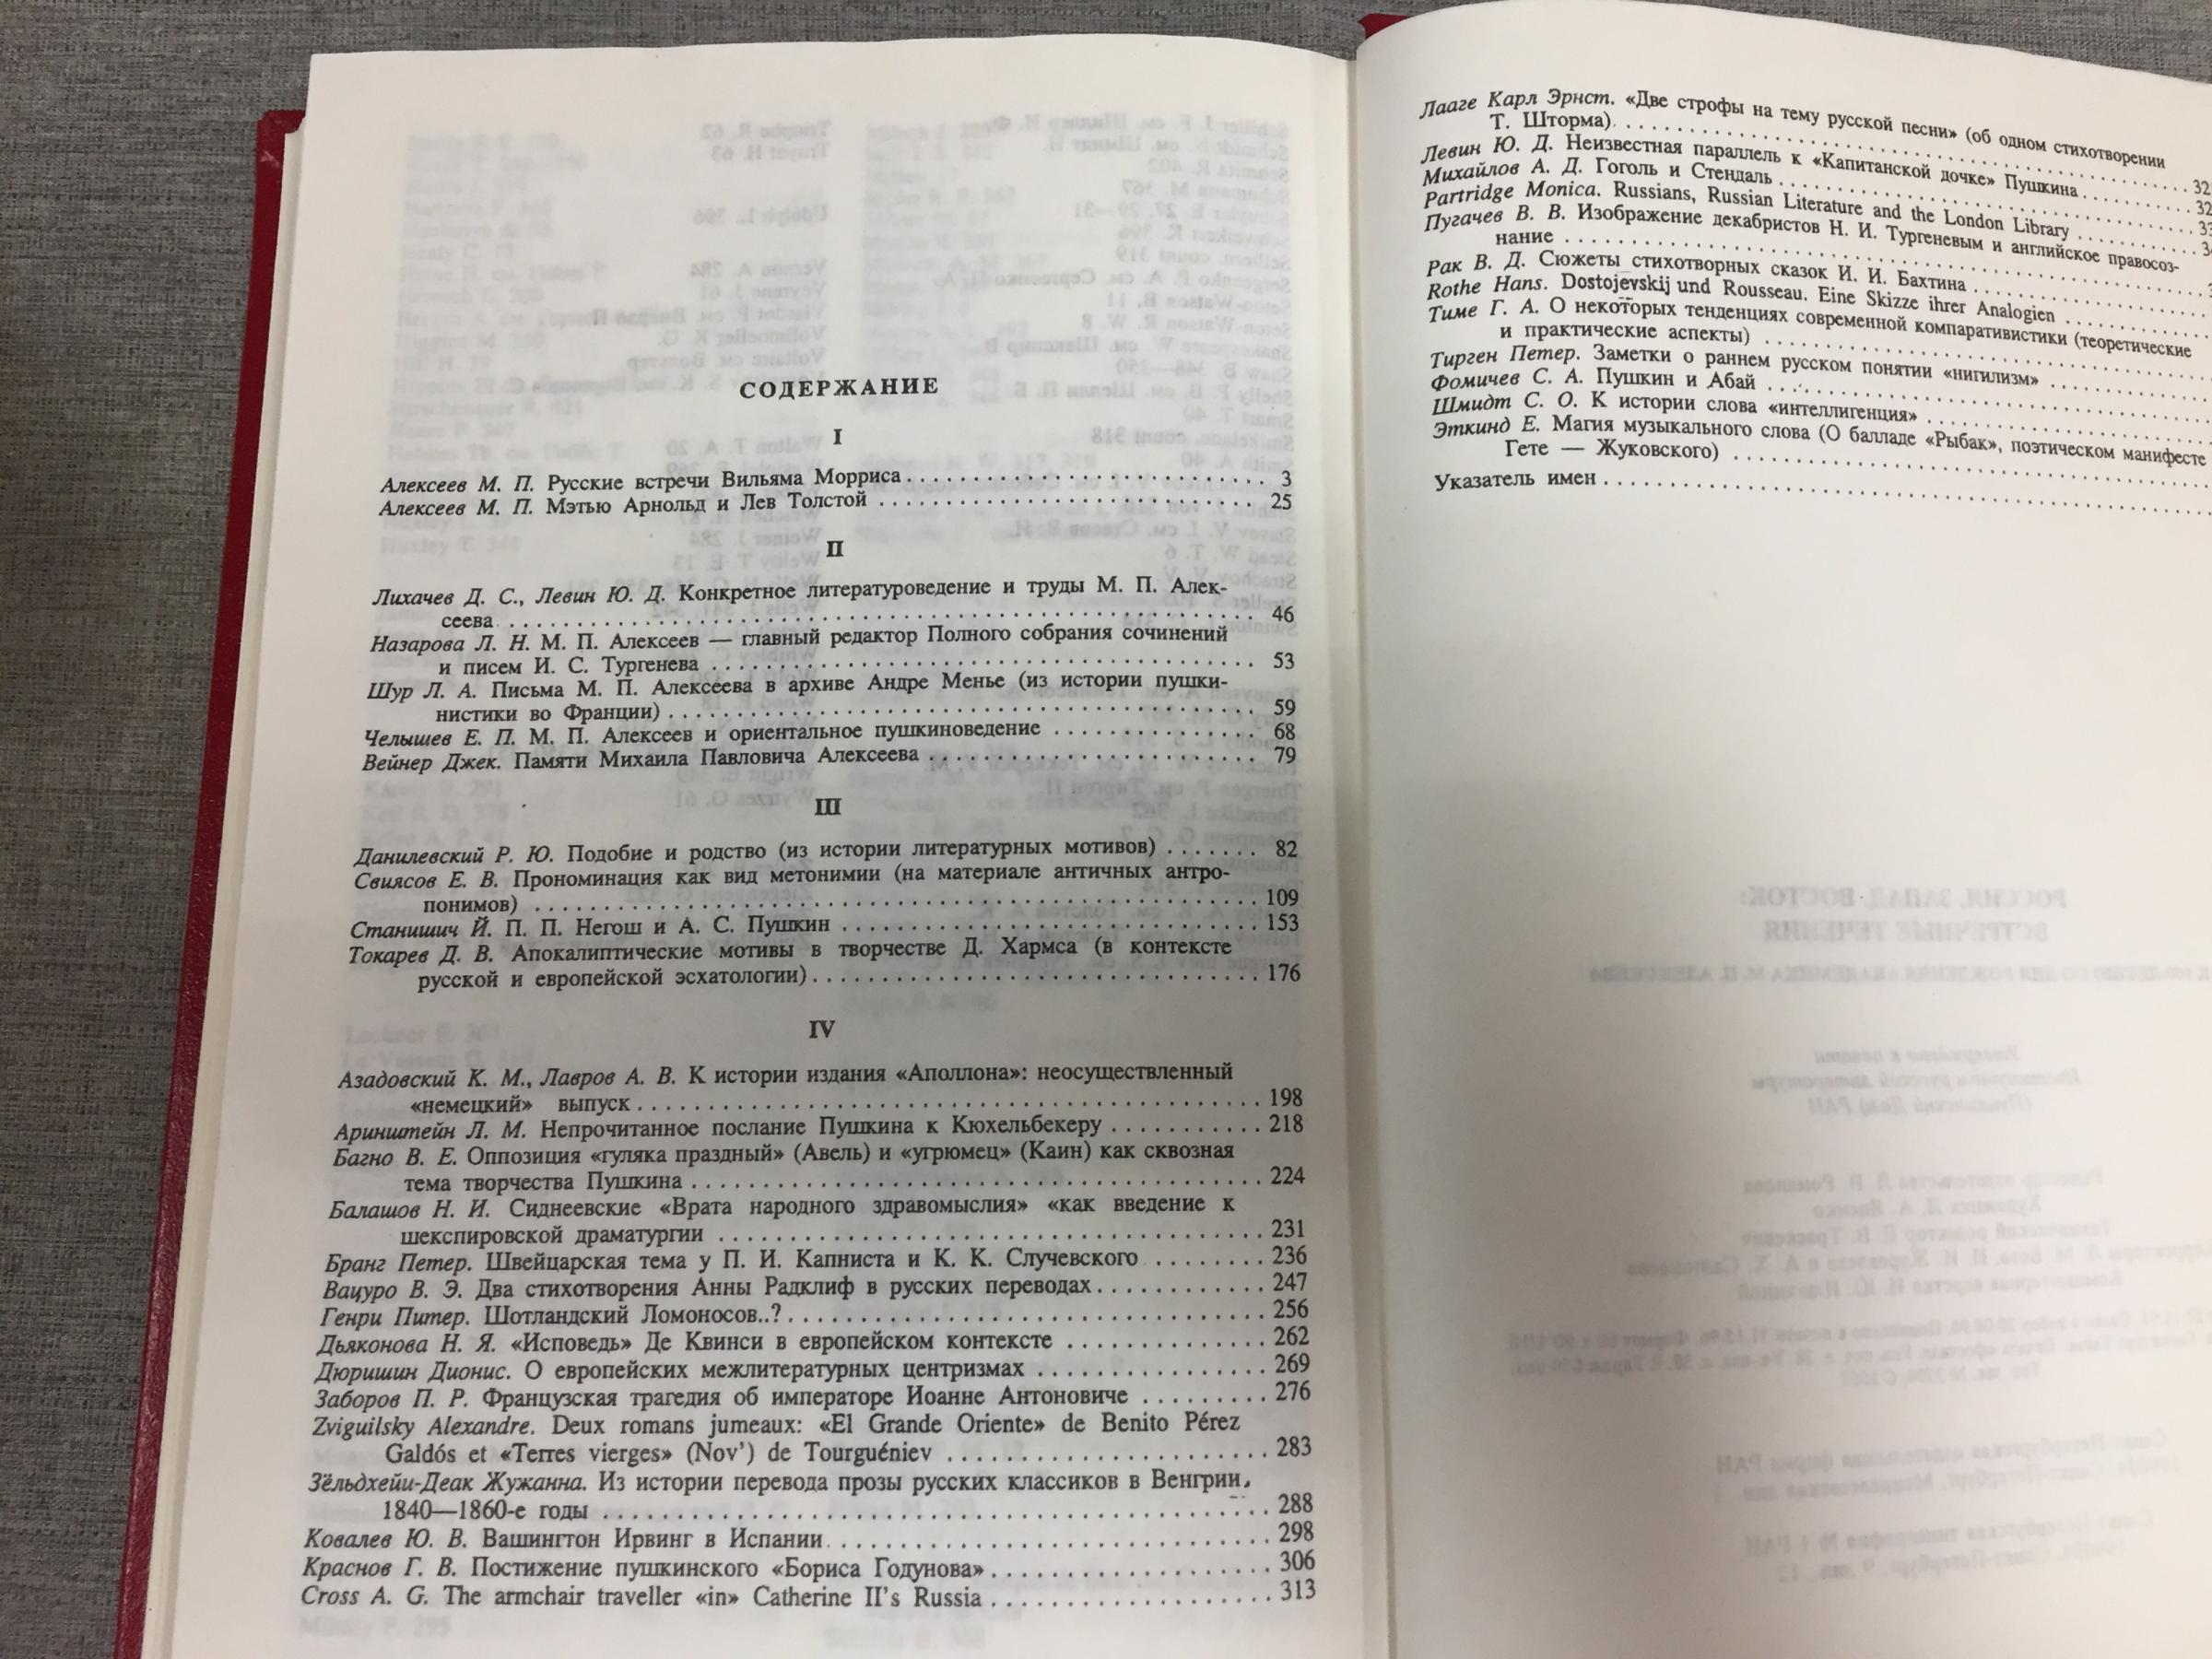 СОДЕРЖАНИЕ
I
Алексеев М. П. Русские встречи Вильяма Морриса . . . 3
Алексеев М. П. Мэтью Арнольд и Лев Толстой . . . 25
II
Лихачев Д. С., Левин Ю. Д. Конкретное литературоведение и труды М. П. Алек-
сеева . . . 46
Назарова Л. Н. М. П. Алексеев — главный редактор Полного собрания сочинений
и писем И. С. Тургенева . . . 53
Шур Л. А. Письма М. П. Алексеева в архиве Андре Менье (из истории пушки-
нистики во Франции) . . . 59
Челышев Е. П. М. П. Алексеев и ориентальное пушкиноведение . . . 68
Вейнер Джек. Памяти Михаила Павловича Алексеева . . . 79
III
Данилевский Р. Ю. Подобие и родство (из истории литературных мотивов) . . . 82
Свиясов Е. В. Прономинация как вид метонимии (на материале античных антро-
понимов) . . . 109
Станишич Й. П. П. Негош и А. С. Пушкин . . . 153
Токарев Д. В. Апокалиптические мотивы в творчестве Д. Хармса (в контексте
русской и европейской эсхатологии) . . . 176
IV
Азадовский К. М., Лавров А. В. К истории издания «Аполлона»: неосуществленный
«немецкий» выпуск . . . 198
Аринштейн Л. М. Непрочитанное послание Пушкина к Кюхельбекеру . . . 218
Багно В. Е. Оппозиция «гуляка праздный» (Авель) и «угрюмец» (Каин) как сквозная
тема творчества Пушкина . . . 224
Балашов Н. И. Сиднеевские «Врата народного здравомыслия» «как введение к
шекспировской драматургии . . . 231
Бранг Петер. Швейцарская тема у П. И. Капниста и К. К. Случевского . . . 236
Вацуро В. Э. Два стихотворения Анны Радклиф в русских переводах . . . 247
Генри Питер. Шотландский Ломоносов..? . . . 256
Дьяконова Н. Я. «Исповедь» Де Квинси в европейском контексте . . . 262
Дюришин Дионис. О европейских межлитературных центризмах . . . 269
Заборов П. Р. Французская трагедия об императоре Иоанне Антоновиче . . . 276
Zviguilsky Alexandre. Deux romans jumeaux: «El Grande Oriente» de Benito Pérez
Galdós et «Terres vierges» (Nov') de Tourguéniev . . . 283
Зёльдхейи-Деак Жужанна. Из истории перевода прозы русских классиков в Венгрии,
1840—1860-е годы . . . 288
Ковалев Ю. В. Вашингтон Ирвинг в Испании . . . 298
Краснов Г. В. Постижение пушкинского «Бориса Годунова» . . . 306
Cross A. G. The armchair traveller «in» Catherine II's Russia . . . 313
Лааге Карл Эрнст. «Две строфы на тему русской песни» (об одном стихотворении
Т. Шторма) . . .
Левин Ю. Д. Неизвестная параллель к «Капитанской дочке» Пушкина . . .
Михайлов А. Д. Гоголь и Стендаль . . .
Partridge Monica. Russians, Russian Literature and the London Library . . .
Пугачев В. В. Изображение декабристов Н. И. Тургеневым и английское правосоз-
нание . . .
Рак В. Д. Сюжеты стихотворных сказок И. И. Бахтина . . .
Rothe Hans. Dostojevskij und Rousseau. Eine Skizze ihrer Analogien . . .
Тиме Г. А. О некоторых тенденциях современной компаративистики (теоретические
и практические аспекты) . . .
Тирген Петер. Заметки о раннем русском понятии «нигилизм» . . .
Фомичев С. А. Пушкин и Абай . . .
Шмидт С. О. К истории слова «интеллигенция» . . .
Эткинд Е. Магия музыкального слова (О балладе «Рыбак», поэтическом манифесте
Гете — Жуковского) . . .
Указатель имен . . .